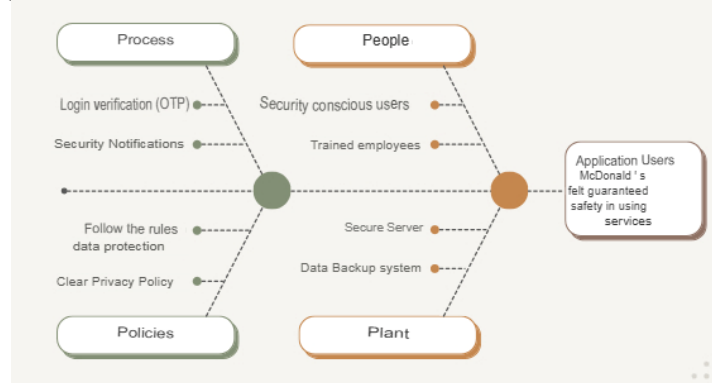 Process
People
Login verification (OTP)
Security conscious users
Security Notifications
Trained employees
Application Users
McDonald ' s
felt guaranteed
safety in using
services
Follow the rules
data protection
Secure Server
Clear Privacy Policy
Data Backup system
Policies
Plant